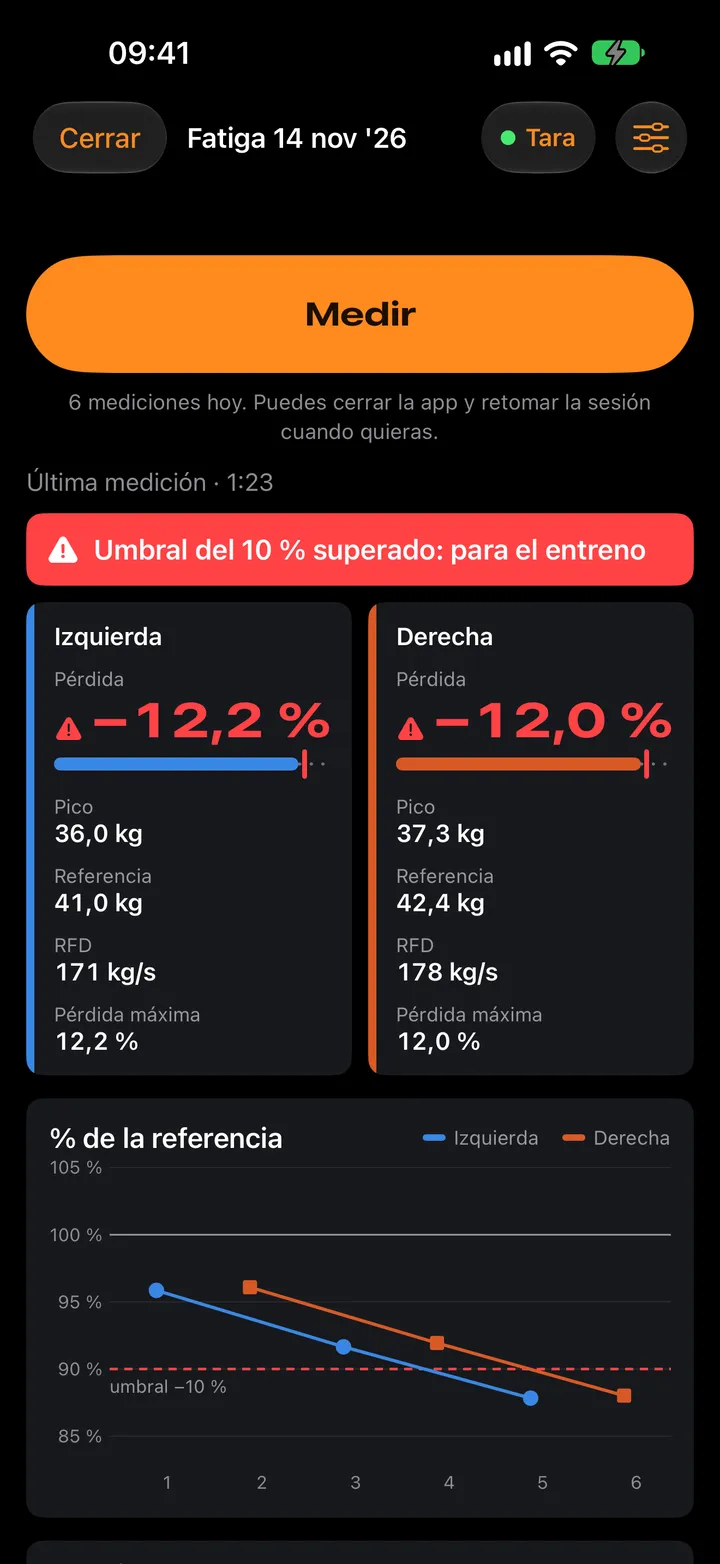 09:41
Cerrar
Fatiga 14 nov '26
Tara
Medir
6 mediciones hoy. Puedes cerrar la app y retomar la sesión
cuando quieras.
Última medición · 1:23
Umbral del 10 % superado: para el entreno
Izquierda
Pérdida
−12,2 %
Pico
36,0 kg
Referencia
41,0 kg
RFD
171 kg/s
Pérdida máxima
12,2 %
Derecha
Pérdida
−12,0 %
Pico
37,3 kg
Referencia
42,4 kg
RFD
178 kg/s
Pérdida máxima
12,0 %
% de la referencia
Izquierda
Derecha
105 %
100 %
95 %
90 %
umbral −10 %
85 %
1 2 3 4 5 6